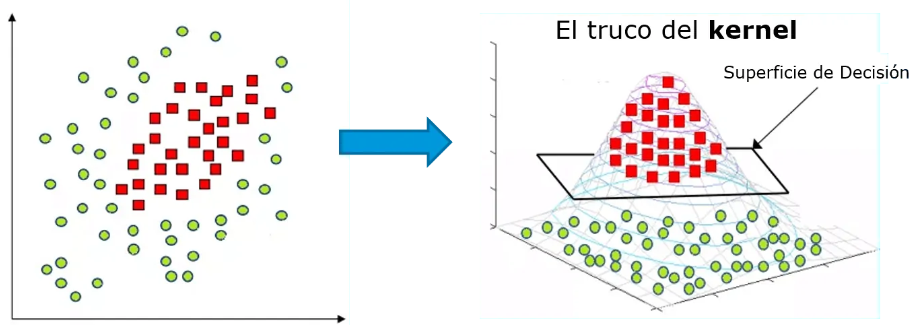 El truco del kernel
Superficie de Decisión